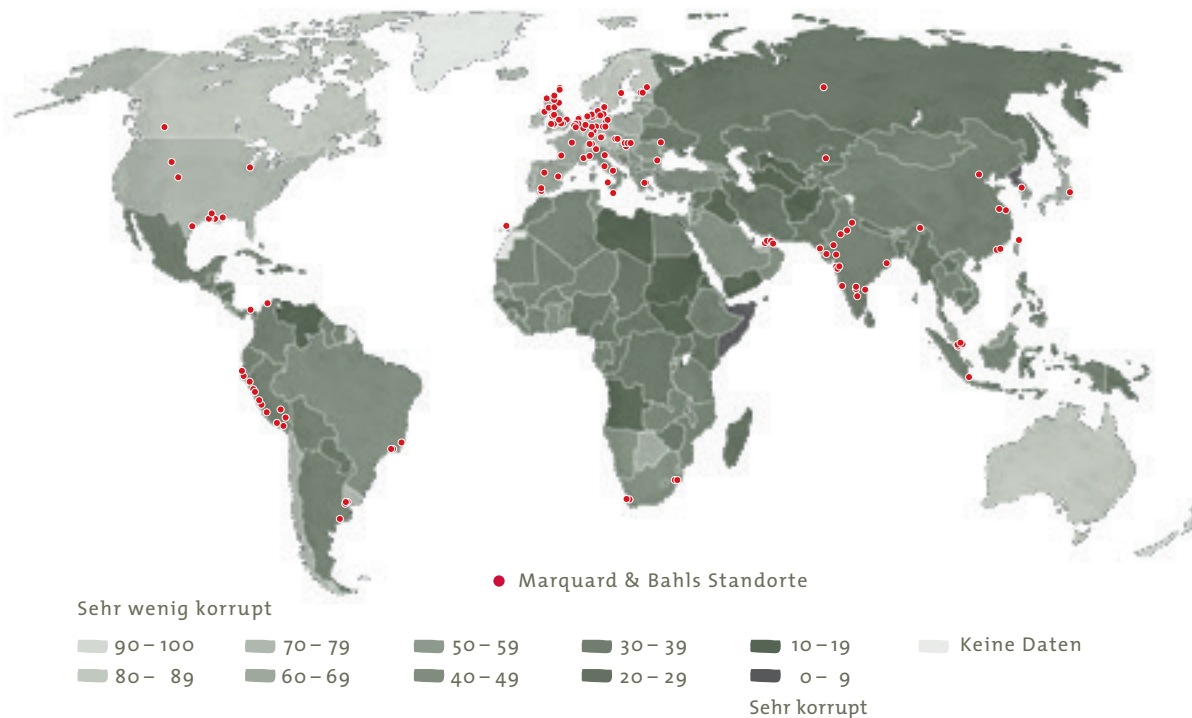 Marquard & Bahls Standorte
Sehr wenig korrupt
90 – 100 70 – 79 50 – 59 30 – 39 10 – 19 Keine Daten
80 – 89 60 – 69 40 – 49 20 – 29 0 – 9
Sehr korrupt